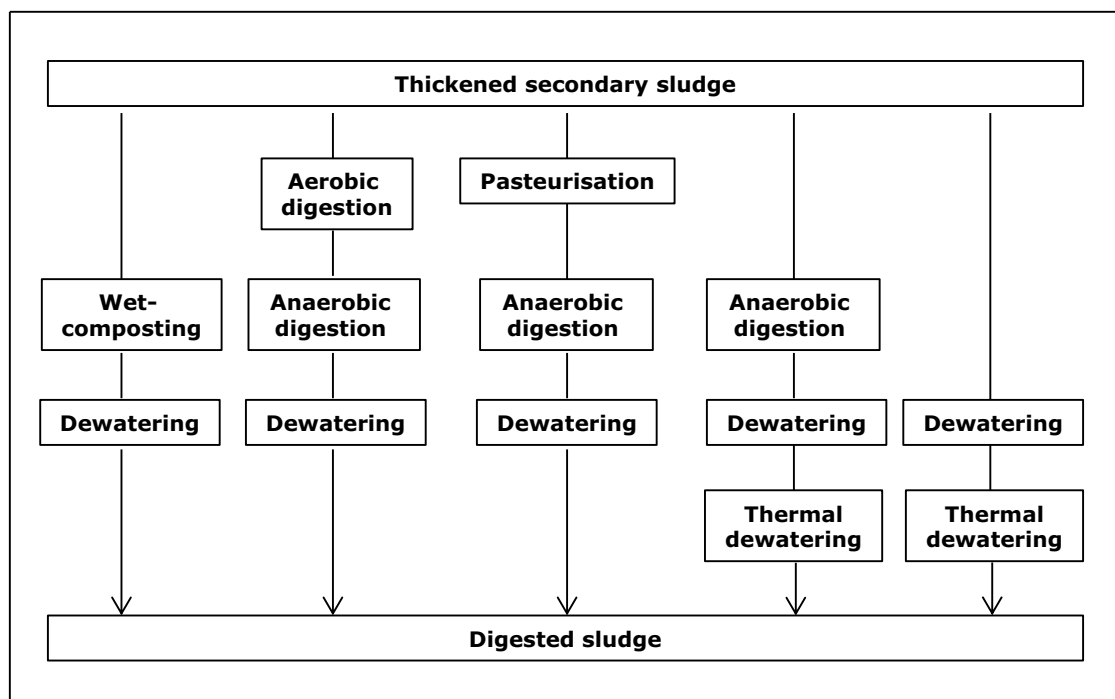 Thickened secondary sludge
Aerobic
digestion
Pasteurisation
Wet-
composting
Anaerobic
digestion
Anaerobic
digestion
Anaerobic
digestion
Dewatering
Dewatering
Dewatering
Dewatering
Dewatering
Thermal
dewatering
Thermal
dewatering
Digested sludge